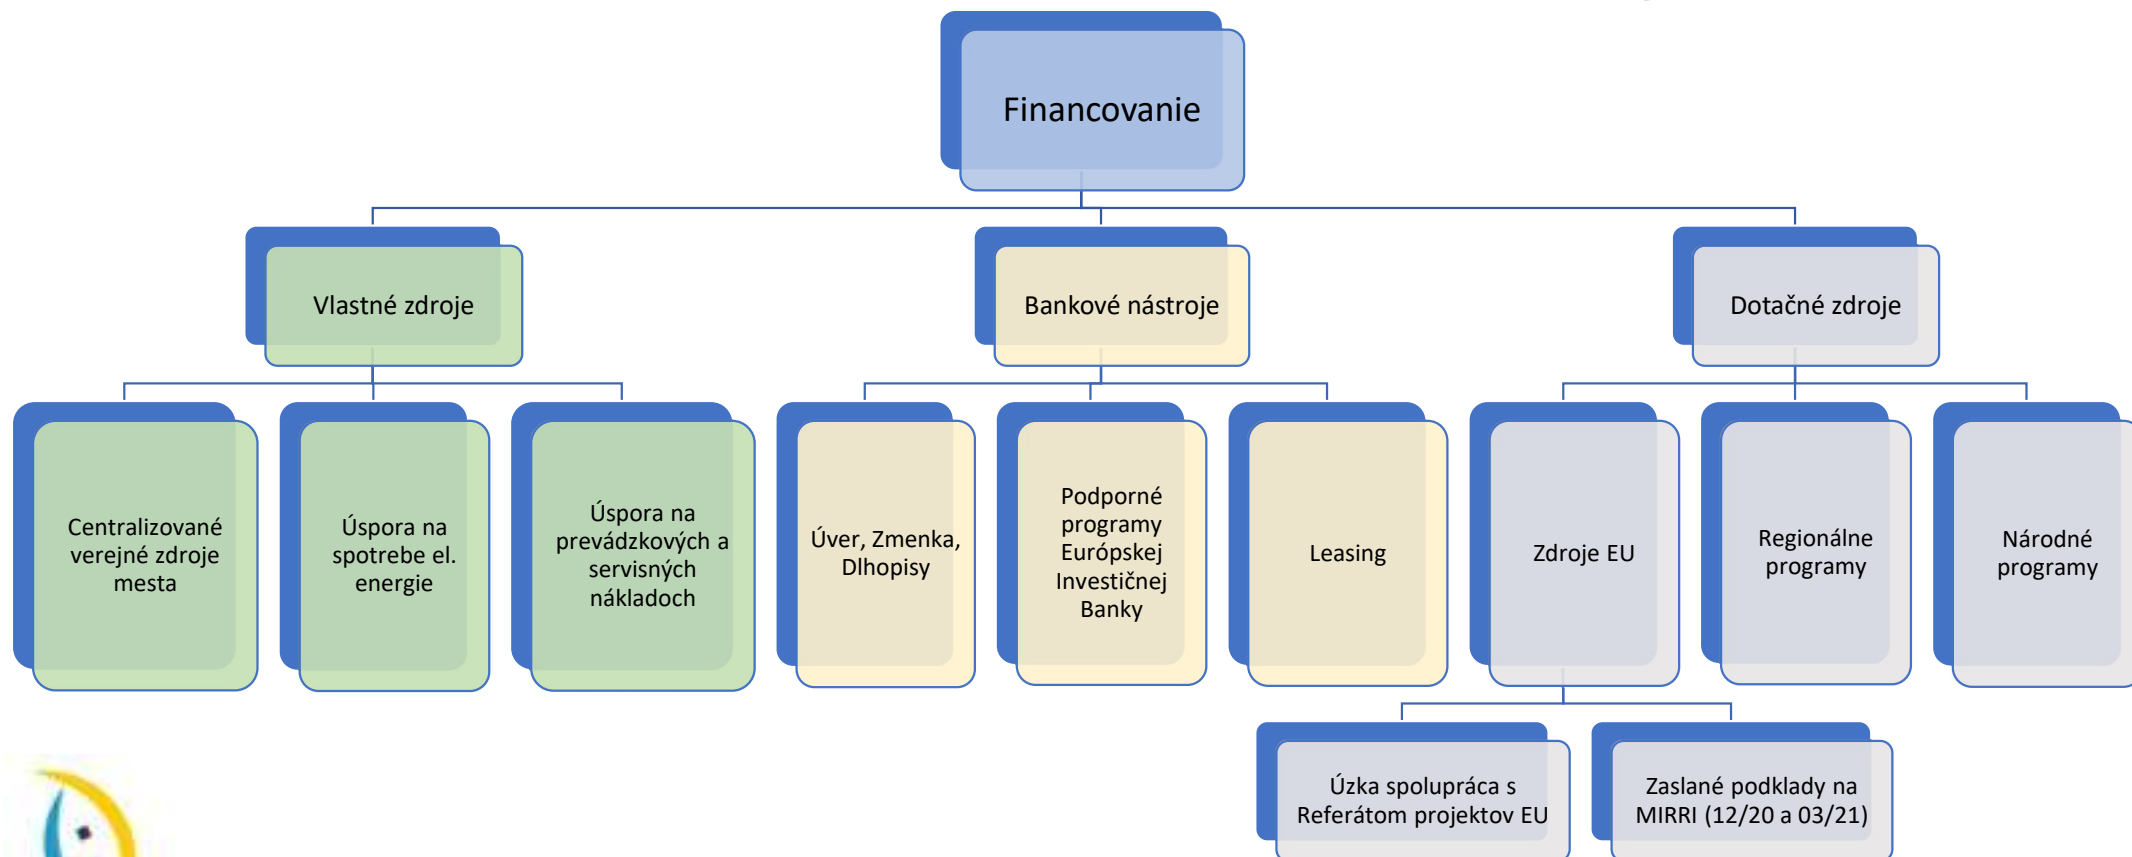 Financovanie
Vlastné zdroje
Bankové nástroje
Dotačné zdroje
Centralizované
verejné zdroje
mesta
Úspora na
spotrebe el.
energie
Úspora na
prevádzkových a
servisných
nákladoch
Úver, Zmenka,
Dlhopisy
Podporné
programy
Európskej
Investičnej
Banky
Leasing
Zdroje EU
Regionálne
programy
Národné
programy
Úzka spolupráca s
Referátom projektov EU
Zaslané podklady na
MIRRI (12/20 a 03/21)